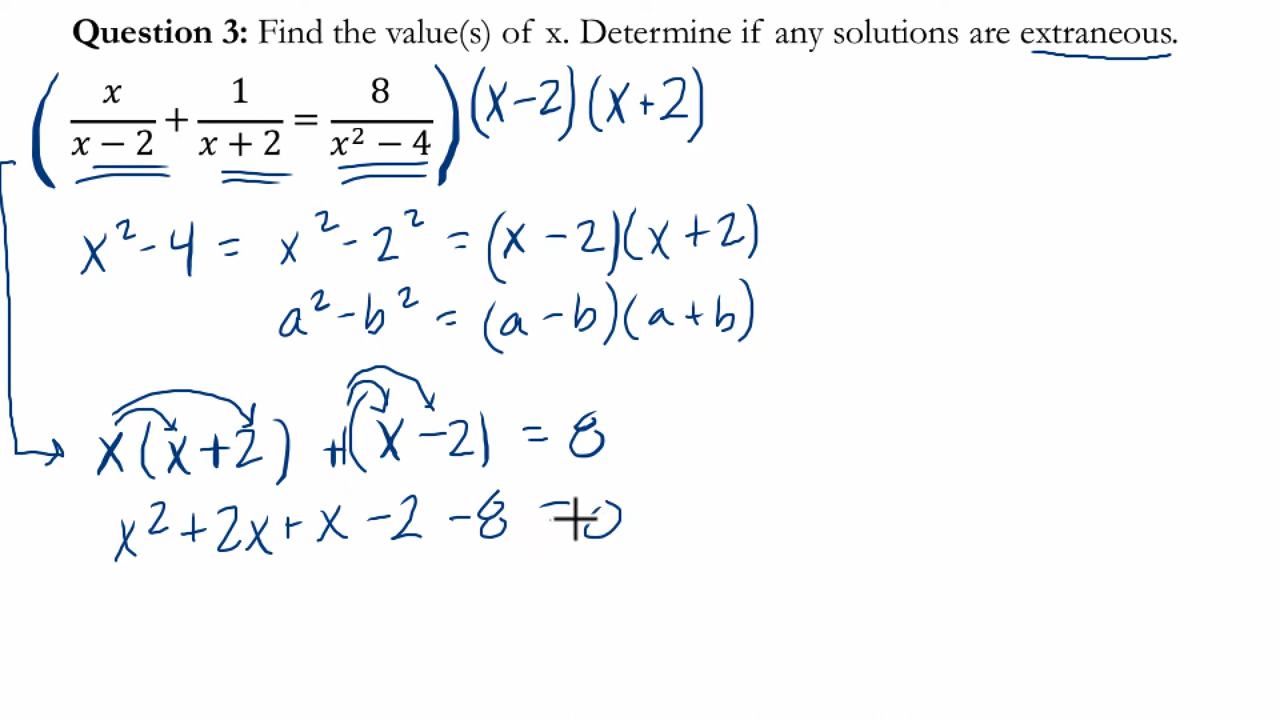 Question 3: Find the value(s) of x. Determine if any solutions are extraneous.
( x/(x − 2) + 1/(x + 2) = 8/(x² − 4) ) (x−2)(x+2)
x² − 4 = x² − 2² = (x − 2)(x + 2)
a² − b² = (a − b)(a + b)
x(x+2) + 1(x − 2) = 8
x² + 2x + x − 2 − 8 = 0